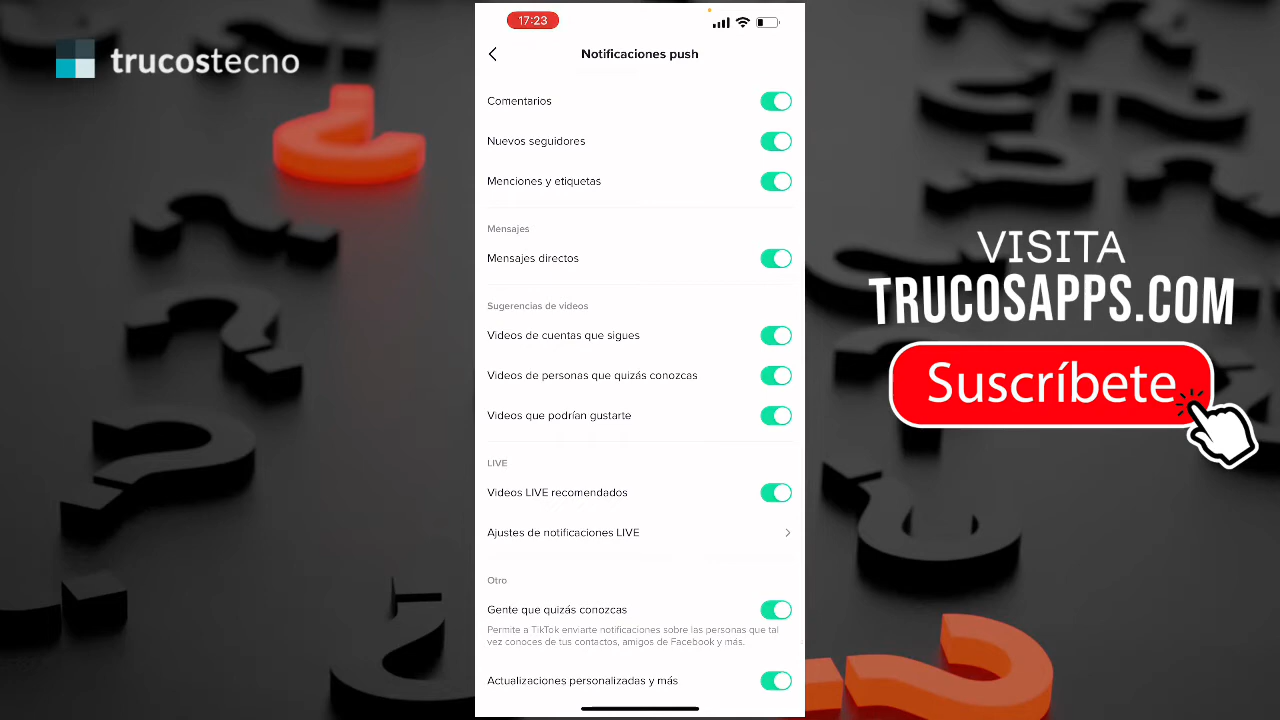 trucostecno
17:23
Notificaciones push
Comentarios
Nuevos seguidores
Menciones y etiquetas
Mensajes
Mensajes directos
Sugerencias de videos
Videos de cuentas que sigues
Videos de personas que quizás conozcas
Videos que podrían gustarte
LIVE
Videos LIVE recomendados
Ajustes de notificaciones LIVE
Otro
Gente que quizás conozcas
Permite a TikTok enviarte notificaciones sobre las personas que tal
vez conoces de tus contactos, amigos de Facebook y más.
Actualizaciones personalizadas y más
VISITA
TRUCOSAPPS.COM
Suscríbete